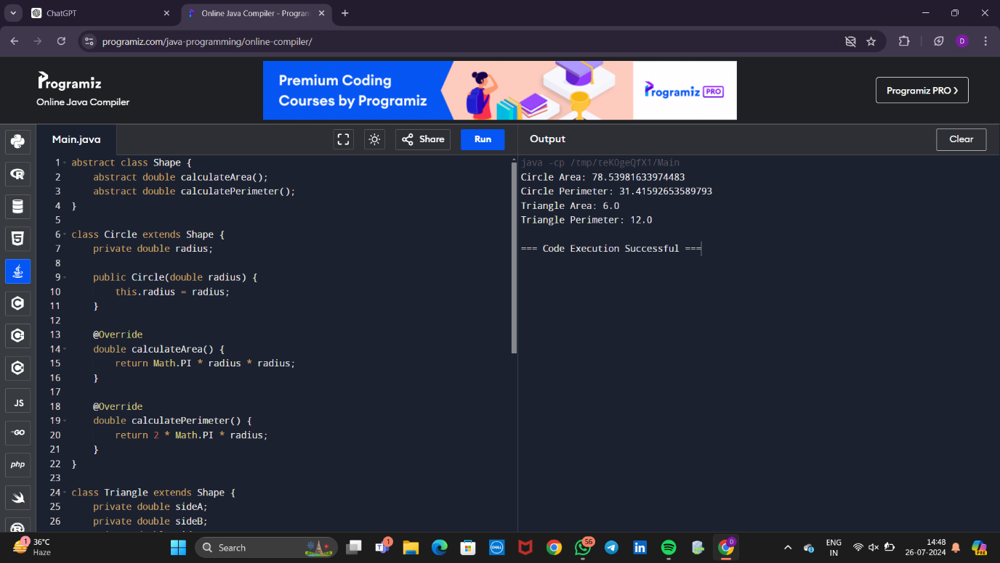 ChatGPT
Online Java Compiler - Program
programiz.com/java-programming/online-compiler/
D
Programiz
Online Java Compiler
Premium Coding
Courses by Programiz
Programiz PRO
Programiz PRO >
Main.java
Share
Run
Output
Clear
1 abstract class Shape {
2 abstract double calculateArea();
3 abstract double calculatePerimeter();
4 }
5
6 class Circle extends Shape {
7 private double radius;
8
9 public Circle(double radius) {
10 this.radius = radius;
11 }
12
13 @Override
14 double calculateArea() {
15 return Math.PI * radius * radius;
16 }
17
18 @Override
19 double calculatePerimeter() {
20 return 2 * Math.PI * radius;
21 }
22 }
23
24 class Triangle extends Shape {
25 private double sideA;
26 private double sideB;
java -cp /tmp/teK0geQfX1/Main
Circle Area: 78.53981633974483
Circle Perimeter: 31.41592653589793
Triangle Area: 6.0
Triangle Perimeter: 12.0
=== Code Execution Successful ===
JS
GO
php
1
36°C
Haze
Search
1
DELL
56
in
D
ENG
IN
14:48
26-07-2024
PRE